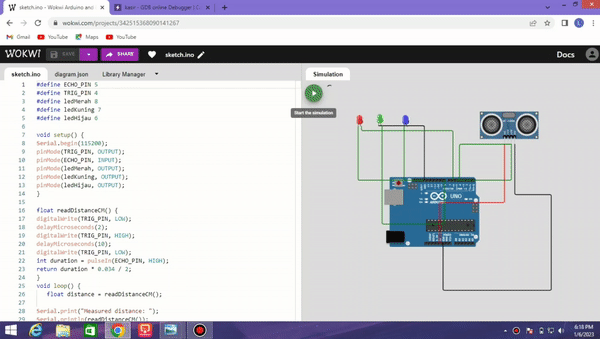 sketch.ino - Wokwi Arduino and
kasir - GDB online Debugger | C
wokwi.com/projects/342515368090141267
Gmail YouTube Maps YouTube
WOKWI SAVE SHARE sketch.ino Docs
sketch.ino diagram.json Library Manager
Simulation
Start the simulation
1 #define ECHO_PIN 5
2 #define TRIG_PIN 4
3 #define ledMerah 8
4 #define ledKuning 7
5 #define ledHijau 6
6
7 void setup() {
8 Serial.begin(115200);
9 pinMode(TRIG_PIN, OUTPUT);
10 pinMode(ECHO_PIN, INPUT);
11 pinMode(ledMerah, OUTPUT);
12 pinMode(ledKuning, OUTPUT);
13 pinMode(ledHijau, OUTPUT);
14 }
15
16 float readDistanceCM() {
17 digitalWrite(TRIG_PIN, LOW);
18 delayMicroseconds(2);
19 digitalWrite(TRIG_PIN, HIGH);
20 delayMicroseconds(10);
21 digitalWrite(TRIG_PIN, LOW);
22 int duration = pulseIn(ECHO_PIN, HIGH);
23 return duration * 0.034 / 2;
24 }
25 void loop() {
26 float distance = readDistanceCM();
27
28 Serial.print("Measured distance: ");
29 Serial.println(readDistanceCM());
UNO
6:18 PM
1/6/2023